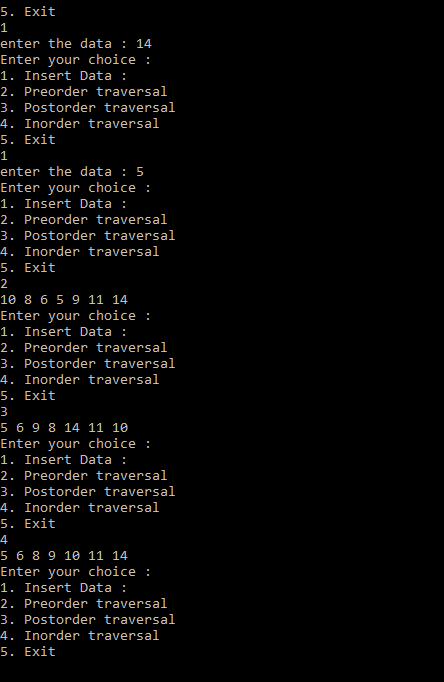 5. Exit
1
enter the data : 14
Enter your choice :
1. Insert Data :
2. Preorder traversal
3. Postorder traversal
4. Inorder traversal
5. Exit
1
enter the data : 5
Enter your choice :
1. Insert Data :
2. Preorder traversal
3. Postorder traversal
4. Inorder traversal
5. Exit
2
10 8 6 5 9 11 14
Enter your choice :
1. Insert Data :
2. Preorder traversal
3. Postorder traversal
4. Inorder traversal
5. Exit
3
5 6 9 8 14 11 10
Enter your choice :
1. Insert Data :
2. Preorder traversal
3. Postorder traversal
4. Inorder traversal
5. Exit
4
5 6 8 9 10 11 14
Enter your choice :
1. Insert Data :
2. Preorder traversal
3. Postorder traversal
4. Inorder traversal
5. Exit